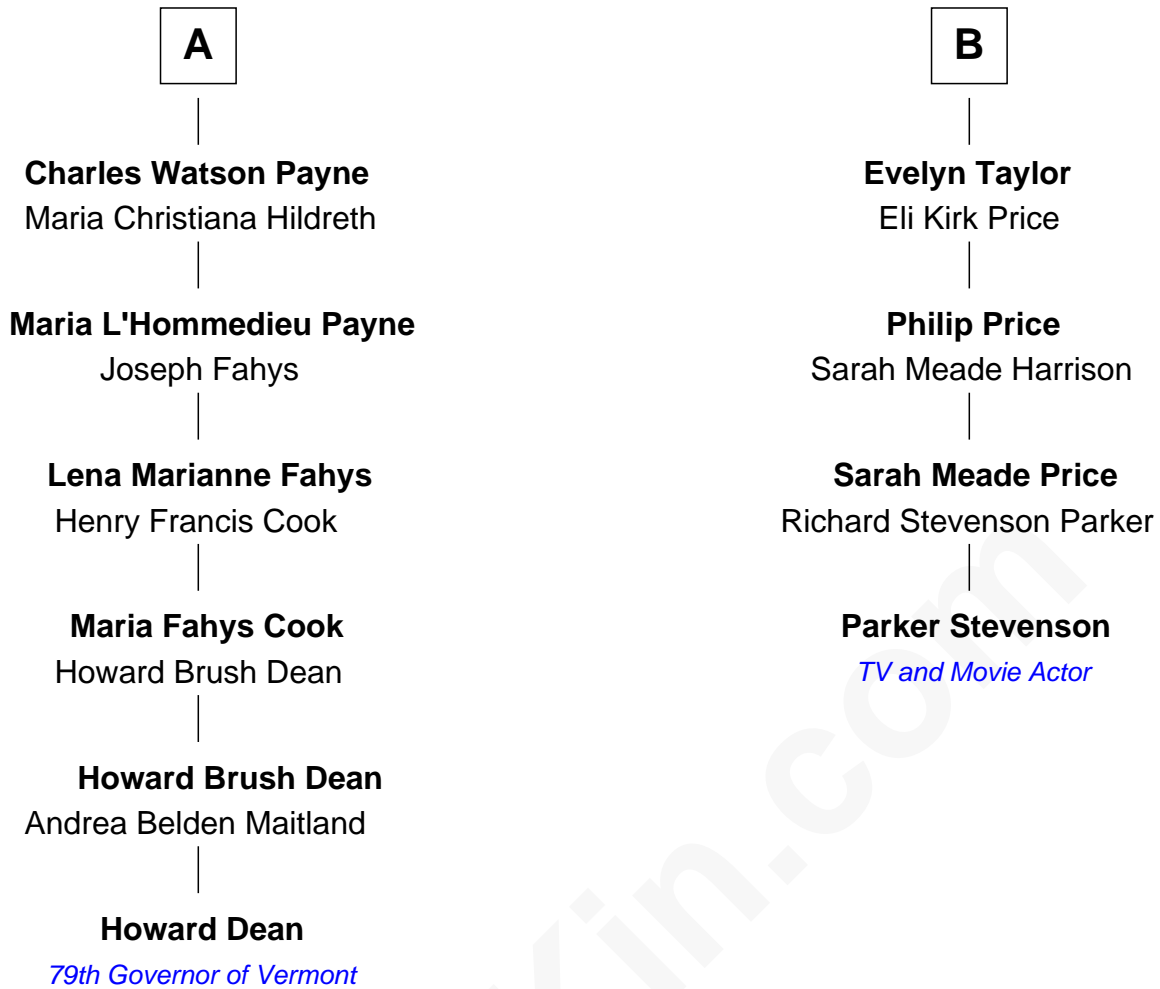 A
Charles Watson Payne
Maria Christiana Hildreth
Maria L'Hommedieu Payne
Joseph Fahys
Lena Marianne Fahys
Henry Francis Cook
Maria Fahys Cook
Howard Brush Dean
Howard Brush Dean
Andrea Belden Maitland
Howard Dean
79th Governor of Vermont
B
Evelyn Taylor
Eli Kirk Price
Philip Price
Sarah Meade Harrison
Sarah Meade Price
Richard Stevenson Parker
Parker Stevenson
TV and Movie Actor
Kin.com